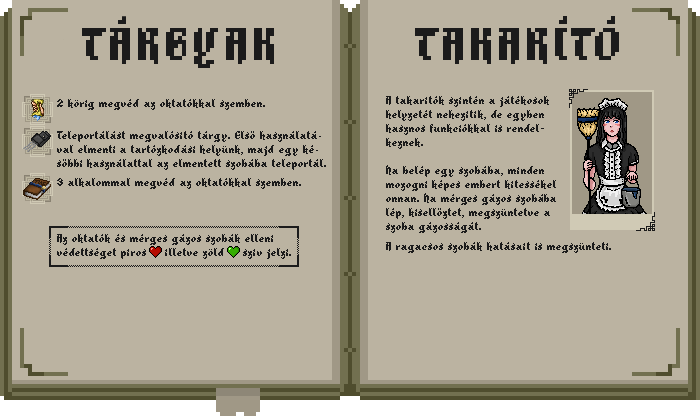 TÁRGYAK
2 körig megvéd az oktatókkal szemben.
Teleportálást megvalósító tárgy. Első használatá-
val elmenti a tartózkodási helyünk, majd egy ké-
sőbbi használattal az elmentett szobába teleportál.
3 alkalommal megvéd az oktatókkal szemben.
Az oktatók és mérges gázos szobák elleni
védettséget piros illetve zöld szív jelzi.
TAKARÍTÓ
A takarítók szintén a játékosok
helyzetét nehezítik, de egyben
hasznos funkciókkal is rendel-
keznek.
Ha belép egy szobába, minden
mozogni képes embert kitessékel
onnan. Ha mérges gázos szobába
lép, kiszellőztet, megszüntetve a
szoba gázosságát.
A ragacsos szobák hatásait is megszünteti.